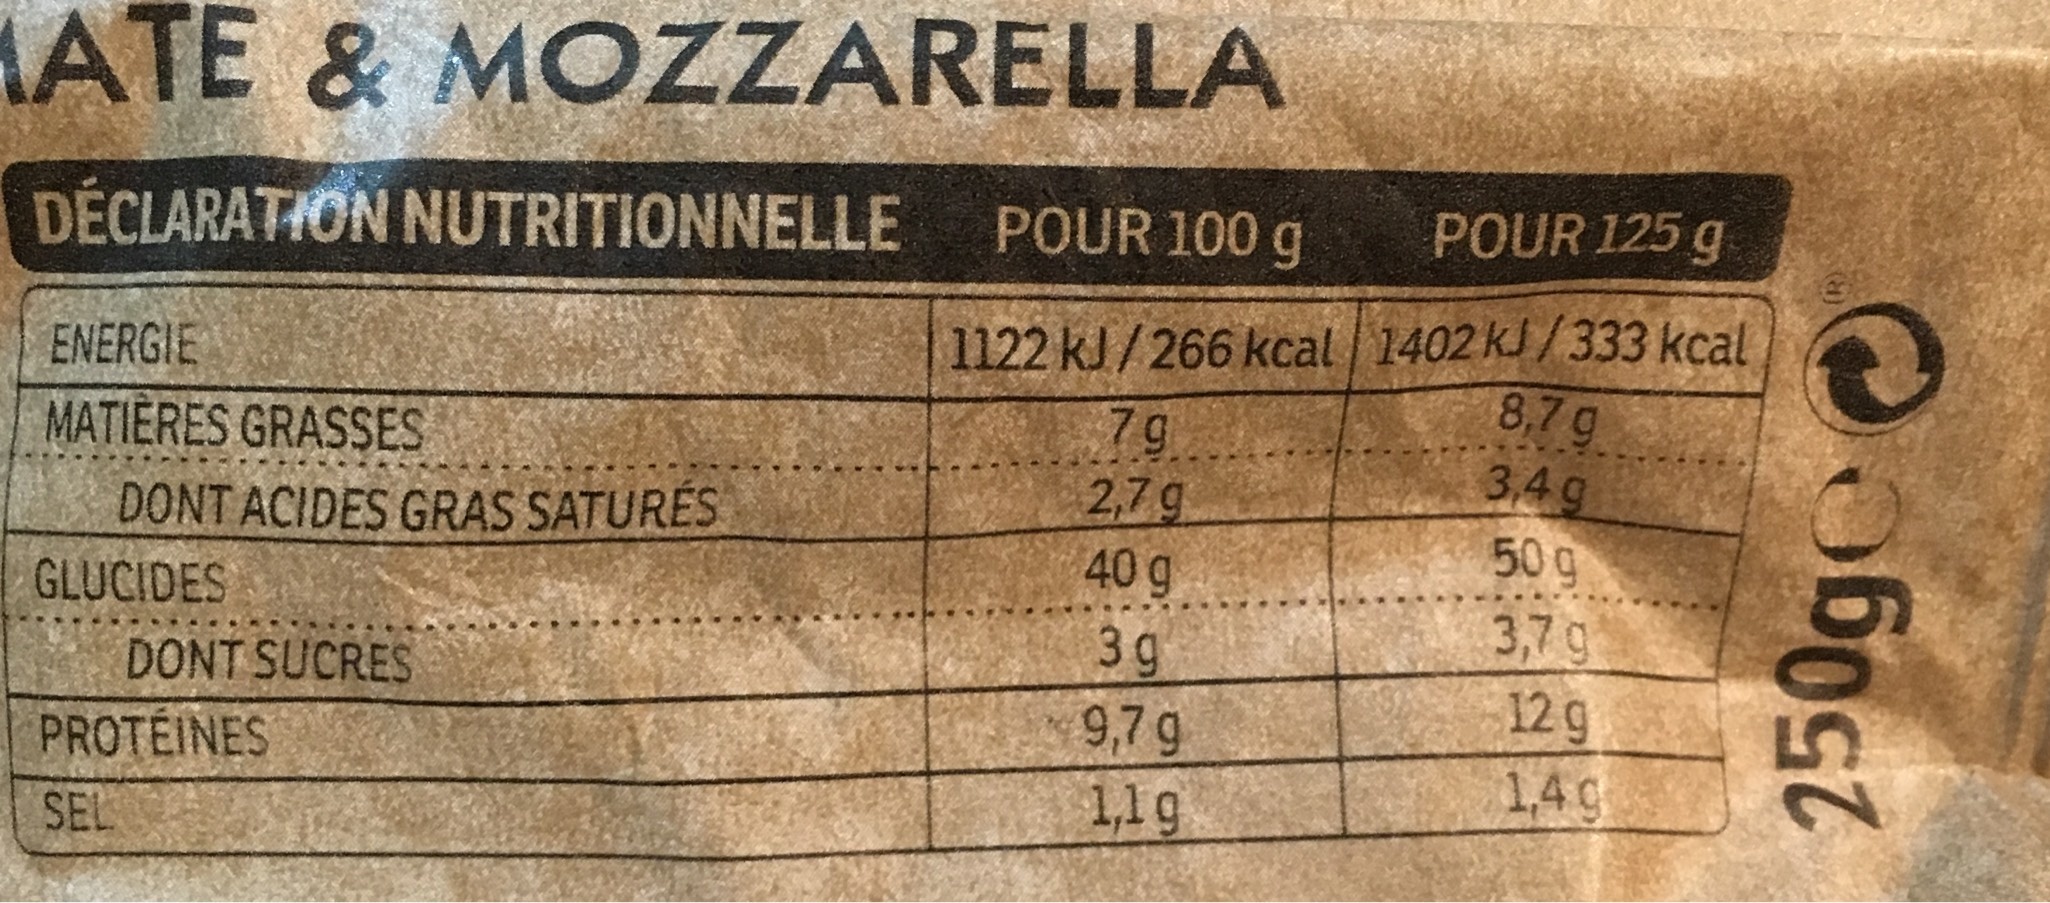 MATE & MOZZARELLA
DÉCLARATION NUTRITIONNELLE POUR 100 g POUR 125 g
ENERGIE 1122 kJ / 266 kcal 1402 kJ / 333 kcal
MATIÈRES GRASSES 7 g 8,7 g
DONT ACIDES GRAS SATURÉS 2,7 g 3,4 g
GLUCIDES 40 g 50 g
DONT SUCRES 3 g 3,7 g
PROTÉINES 9,7 g 12 g
SEL 1,1 g 1,4 g
®
250g